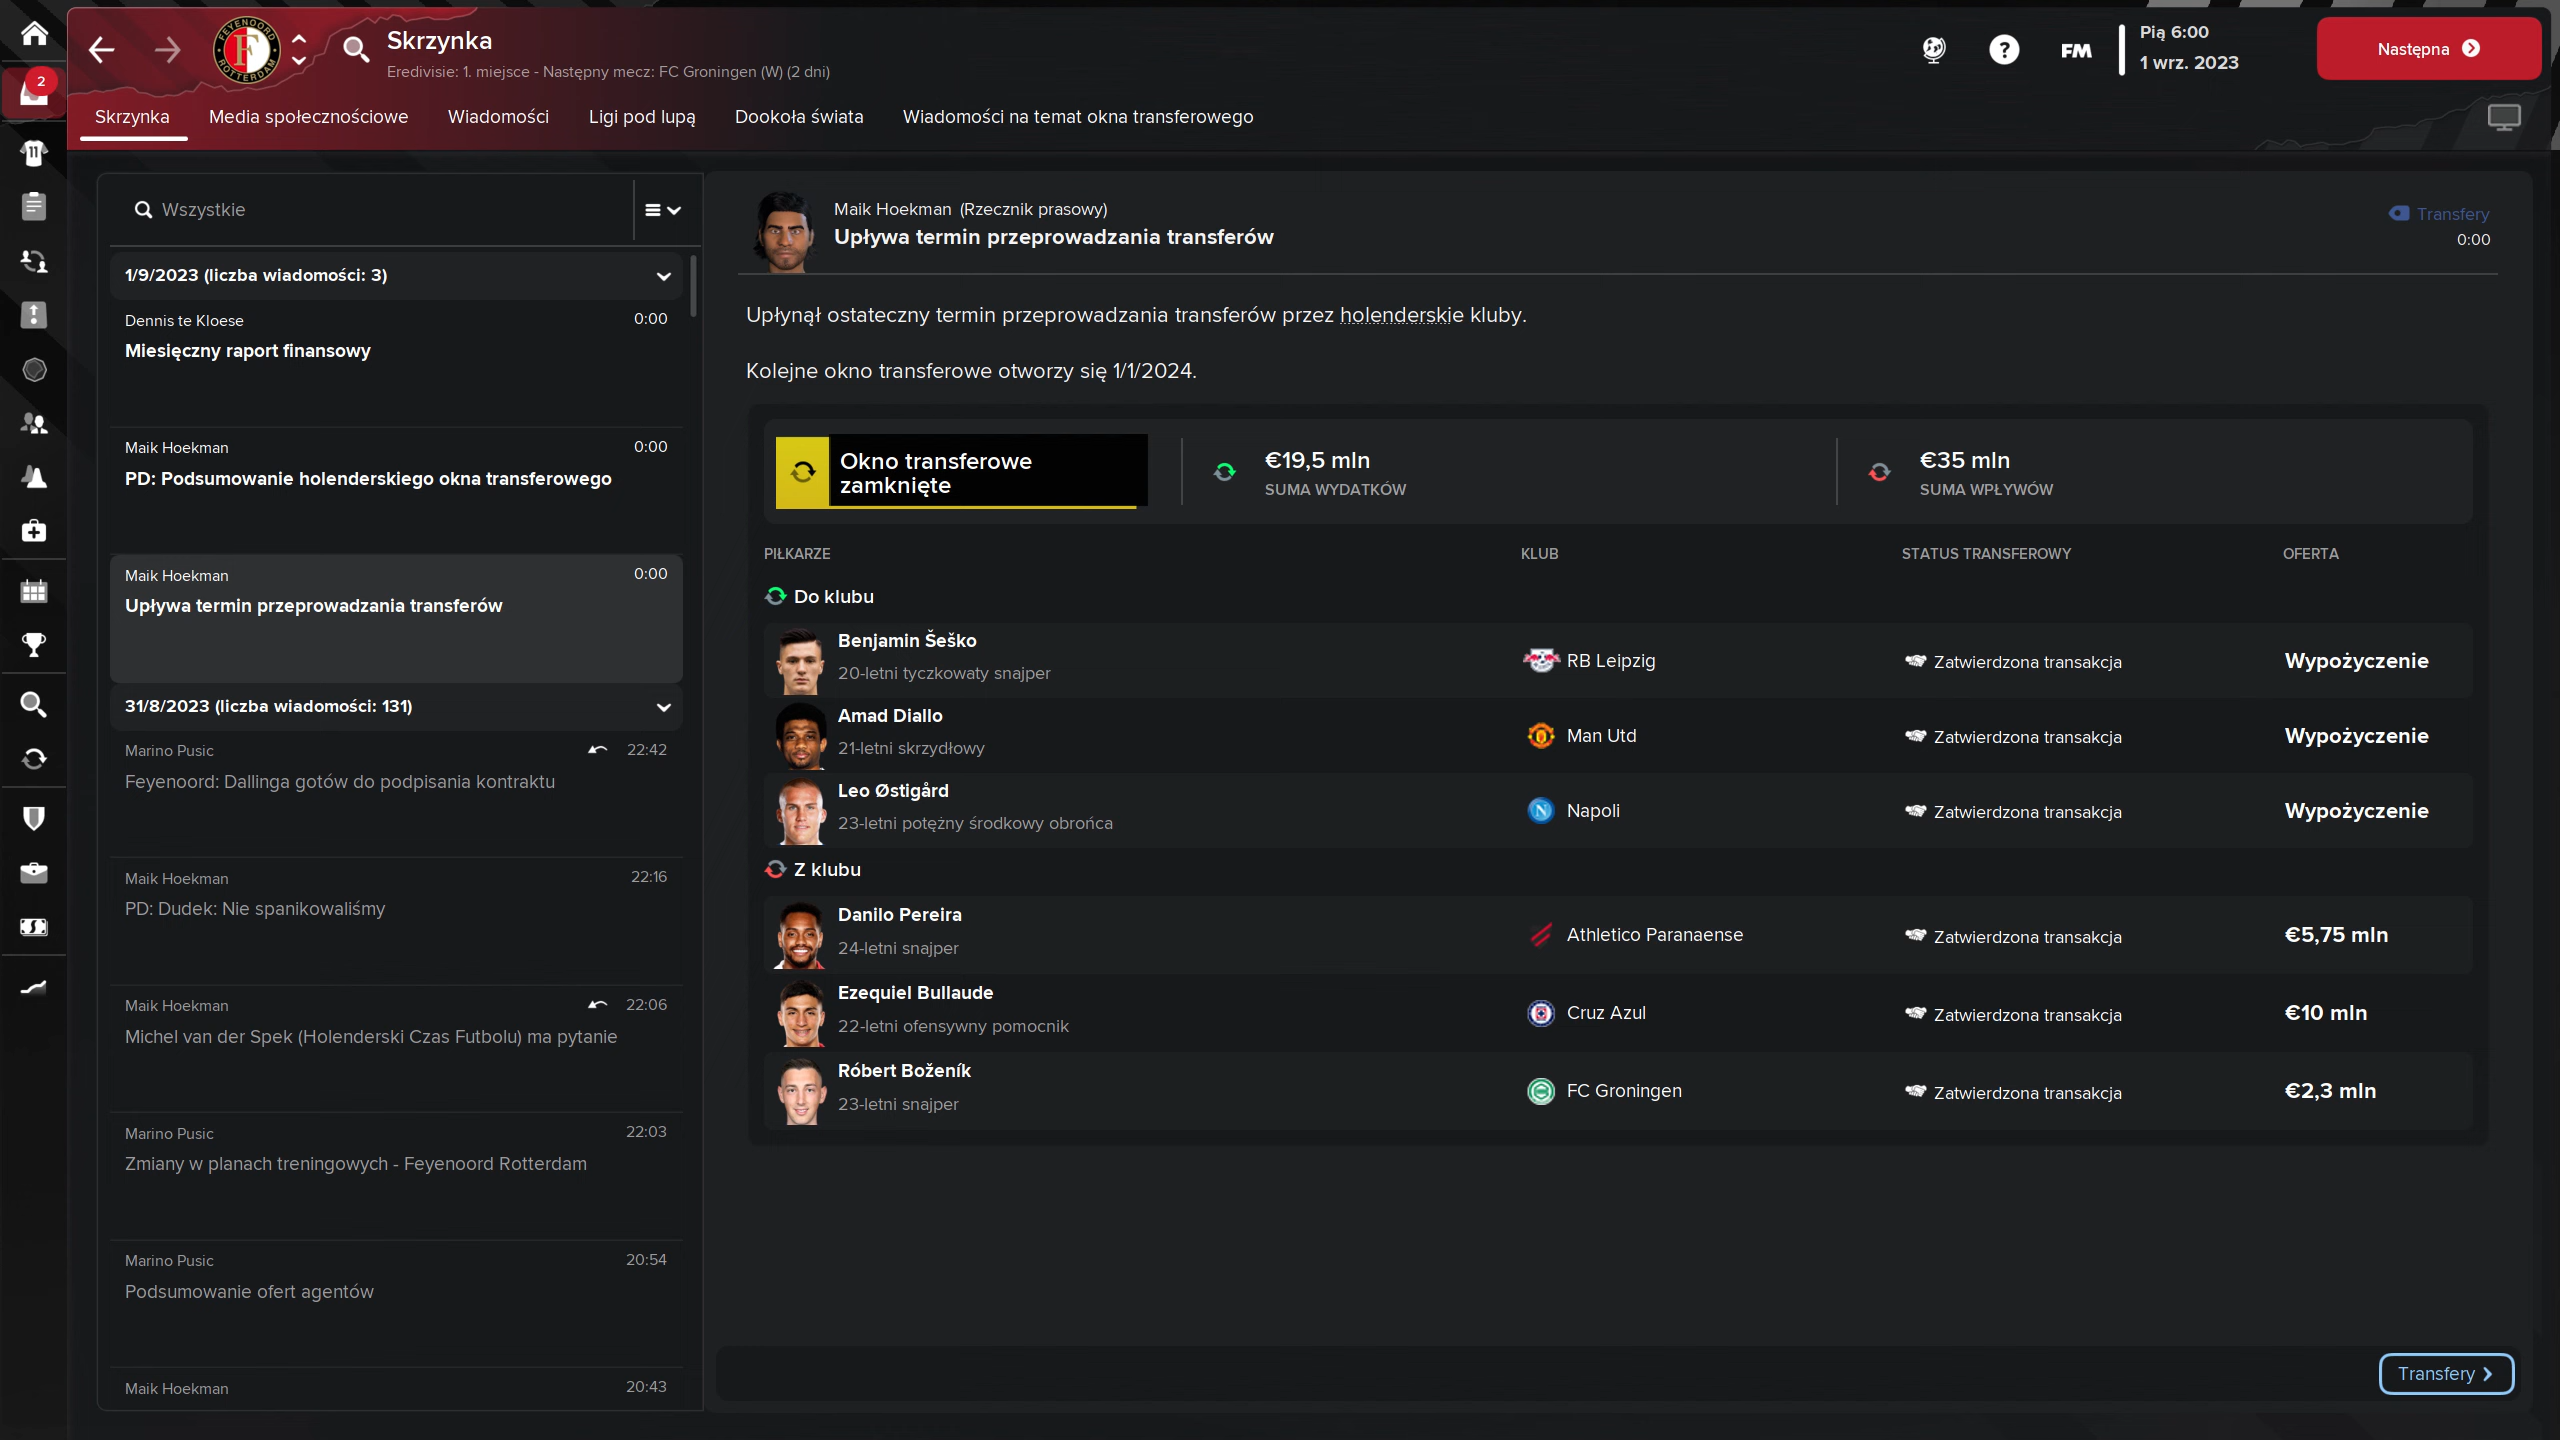 2
Skrzynka
Eredivisie: 1. miejsce - Następny mecz: FC Groningen (W) (2 dni)
?
FM
Pią 6:00
1 wrz. 2023
Następna
Skrzynka
Media społecznościowe
Wiadomości
Ligi pod lupą
Dookoła świata
Wiadomości na temat okna transferowego
11
Wszystkie
1/9/2023 (liczba wiadomości: 3)
Dennis te Kloese
0:00
Miesięczny raport finansowy
Maik Hoekman
0:00
PD: Podsumowanie holenderskiego okna transferowego
Maik Hoekman
0:00
Upływa termin przeprowadzania transferów
31/8/2023 (liczba wiadomości: 131)
Marino Pusic
22:42
Feyenoord: Dallinga gotów do podpisania kontraktu
Maik Hoekman
22:16
PD: Dudek: Nie spanikowaliśmy
Maik Hoekman
22:06
Michel van der Spek (Holenderski Czas Futbolu) ma pytanie
Marino Pusic
22:03
Zmiany w planach treningowych - Feyenoord Rotterdam
Marino Pusic
20:54
Podsumowanie ofert agentów
Maik Hoekman
20:43
Maik Hoekman (Rzecznik prasowy)
Upływa termin przeprowadzania transferów
Transfery
0:00
Upłynął ostateczny termin przeprowadzania transferów przez holenderskie kluby.
Kolejne okno transferowe otworzy się 1/1/2024.
Okno transferowe
zamknięte
€19,5 mln
SUMA WYDATKÓW
€35 mln
SUMA WPŁYWÓW
PIŁKARZE
KLUB
STATUS TRANSFEROWY
OFERTA
Do klubu
Benjamin Šeško
20-letni tyczkowaty snajper
RB Leipzig
Zatwierdzona transakcja
Wypożyczenie
Amad Diallo
21-letni skrzydłowy
Man Utd
Zatwierdzona transakcja
Wypożyczenie
Leo Østigård
23-letni potężny środkowy obrońca
Napoli
Zatwierdzona transakcja
Wypożyczenie
Z klubu
Danilo Pereira
24-letni snajper
Athletico Paranaense
Zatwierdzona transakcja
€5,75 mln
Ezequiel Bullaude
22-letni ofensywny pomocnik
Cruz Azul
Zatwierdzona transakcja
€10 mln
Róbert Boženík
23-letni snajper
FC Groningen
Zatwierdzona transakcja
€2,3 mln
Transfery